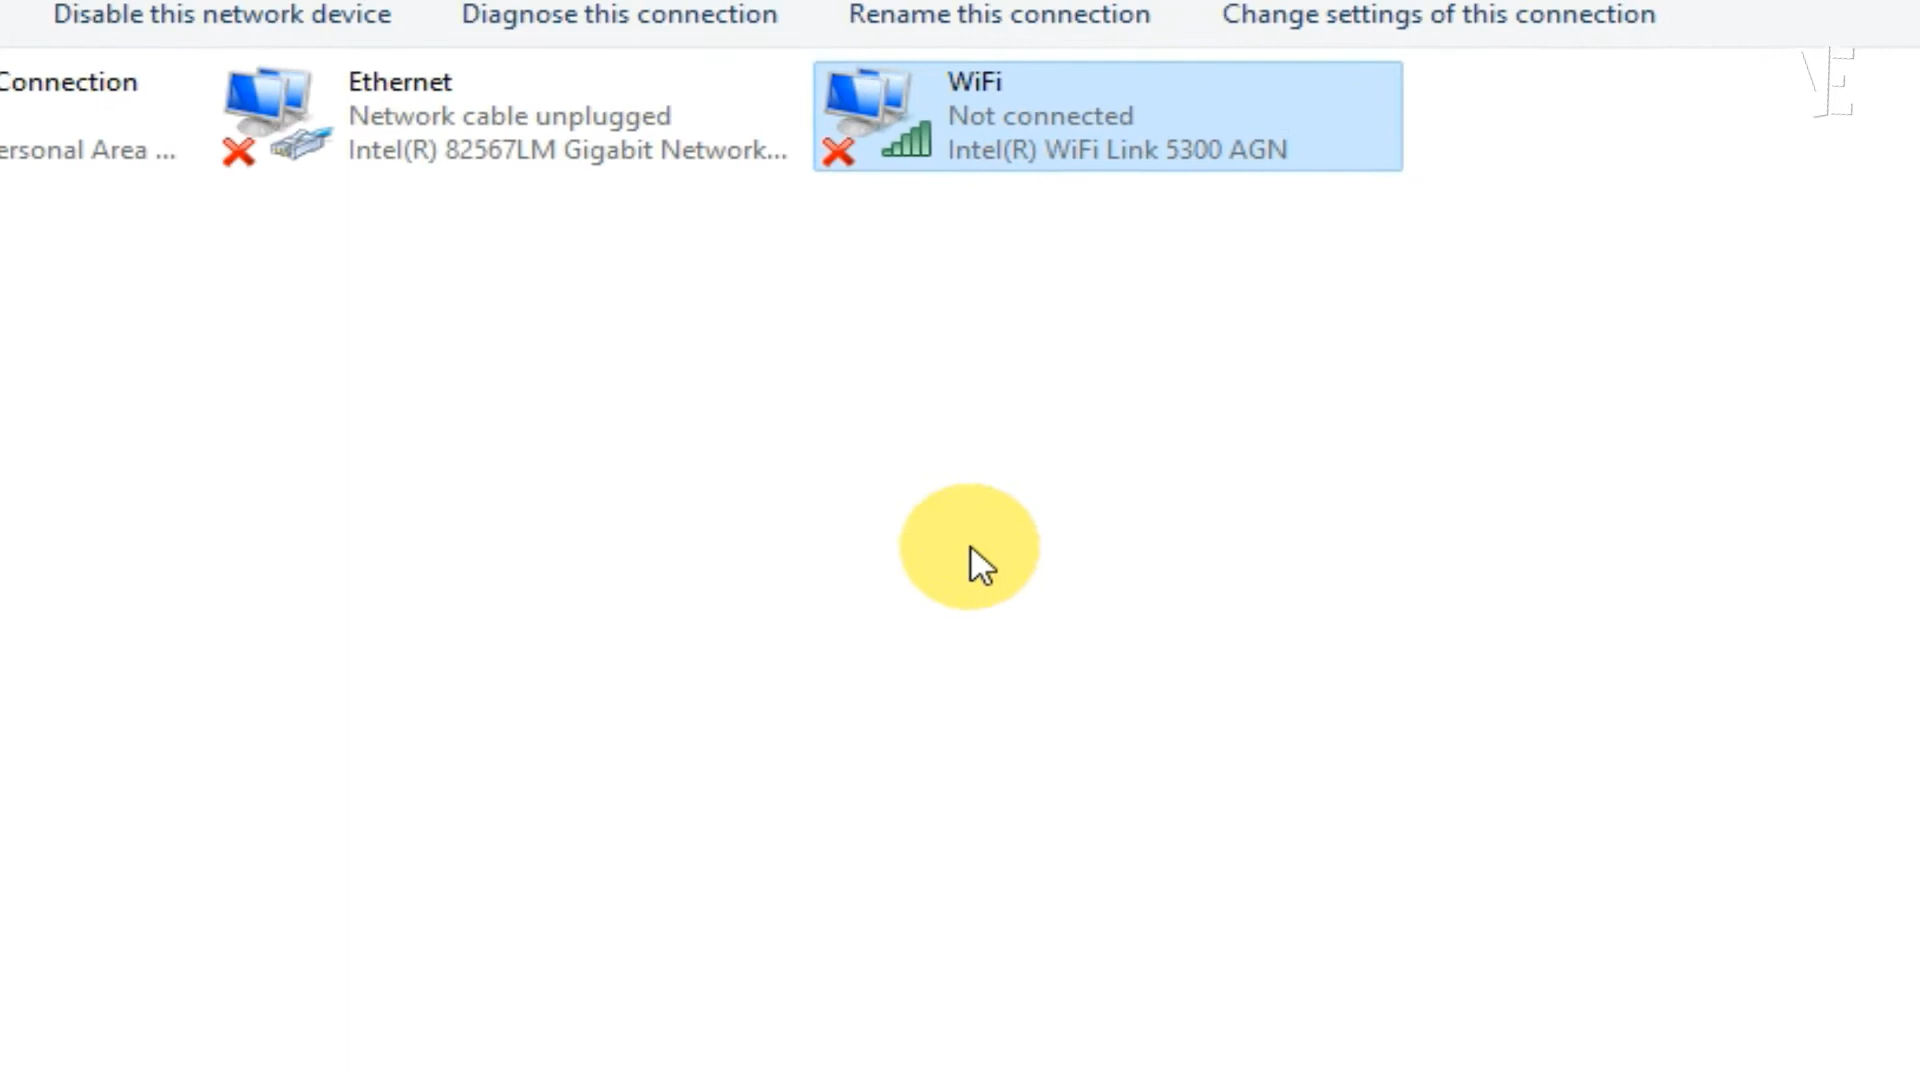 Disable this network device Diagnose this connection Rename this connection Change settings of this connection
Connection
ersonal Area ...
Ethernet
Network cable unplugged
Intel(R) 82567LM Gigabit Network...
WiFi
Not connected
Intel(R) WiFi Link 5300 AGN